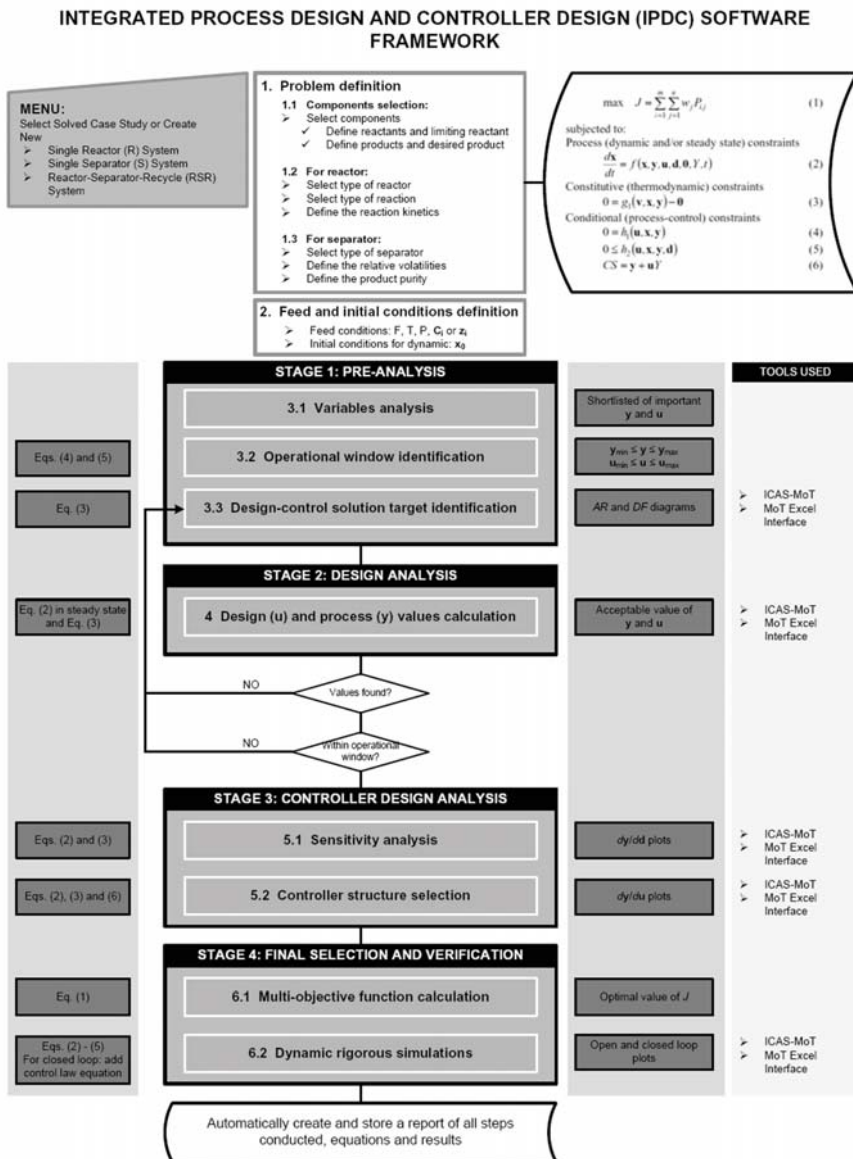 INTEGRATED PROCESS DESIGN AND CONTROLLER DESIGN (IPDC) SOFTWARE
FRAMEWORK
MENU:
Select Solved Case Study or Create
New
➢ Single Reactor (R) System
➢ Single Separator (S) System
➢ Reactor-Separator-Recycle (RSR)
System
1. Problem definition
1.1 Components selection:
➢ Select components
✓ Define reactants and limiting reactant
✓ Define products and desired product
1.2 For reactor:
➢ Select type of reactor
➢ Select type of reaction
➢ Define the reaction kinetics
1.3 For separator:
➢ Select type of separator
➢ Define the relative volatilities
➢ Define the product purity
max J = ∑_{i=1}^{m} ∑_{j=1}^{n} w_j P_{i,j} (1)
subjected to:
Process (dynamic and/or steady state) constraints
dx/dt = f(x, y, u, d, θ, Y, t) (2)
Constitutive (thermodynamic) constraints
0 = g_1(v, x, y) – θ (3)
Conditional (process-control) constraints
0 = h_1(u, x, y) (4)
0 ≤ h_2(u, x, y, d) (5)
CS = y + uY (6)
2. Feed and initial conditions definition
➢ Feed conditions: F, T, P, C_i or z_i
➢ Initial conditions for dynamic: x_0
STAGE 1: PRE-ANALYSIS
TOOLS USED
3.1 Variables analysis
Shortlisted of important
y and u
Eqs. (4) and (5)
3.2 Operational window identification
y_min ≤ y ≤ y_max
u_min ≤ u ≤ u_max
Eq. (3)
3.3 Design-control solution target identification
AR and DF diagrams
➢ ICAS-MoT
➢ MoT Excel
Interface
STAGE 2: DESIGN ANALYSIS
Eq. (2) in steady state
and Eq. (3)
4 Design (u) and process (y) values calculation
Acceptable value of
y and u
➢ ICAS-MoT
➢ MoT Excel
Interface
NO
Values found?
NO
Within operational
window?
STAGE 3: CONTROLLER DESIGN ANALYSIS
Eqs. (2) and (3)
5.1 Sensitivity analysis
dy/dd plots
➢ ICAS-MoT
➢ MoT Excel
Interface
Eqs. (2), (3) and (6)
5.2 Controller structure selection
dy/du plots
➢ ICAS-MoT
➢ MoT Excel
Interface
STAGE 4: FINAL SELECTION AND VERIFICATION
Eq. (1)
6.1 Multi-objective function calculation
Optimal value of J
Eqs. (2) - (5)
For closed loop: add
control law equation
6.2 Dynamic rigorous simulations
Open and closed loop
plots
➢ ICAS-MoT
➢ MoT Excel
Interface
Automatically create and store a report of all steps
conducted, equations and results